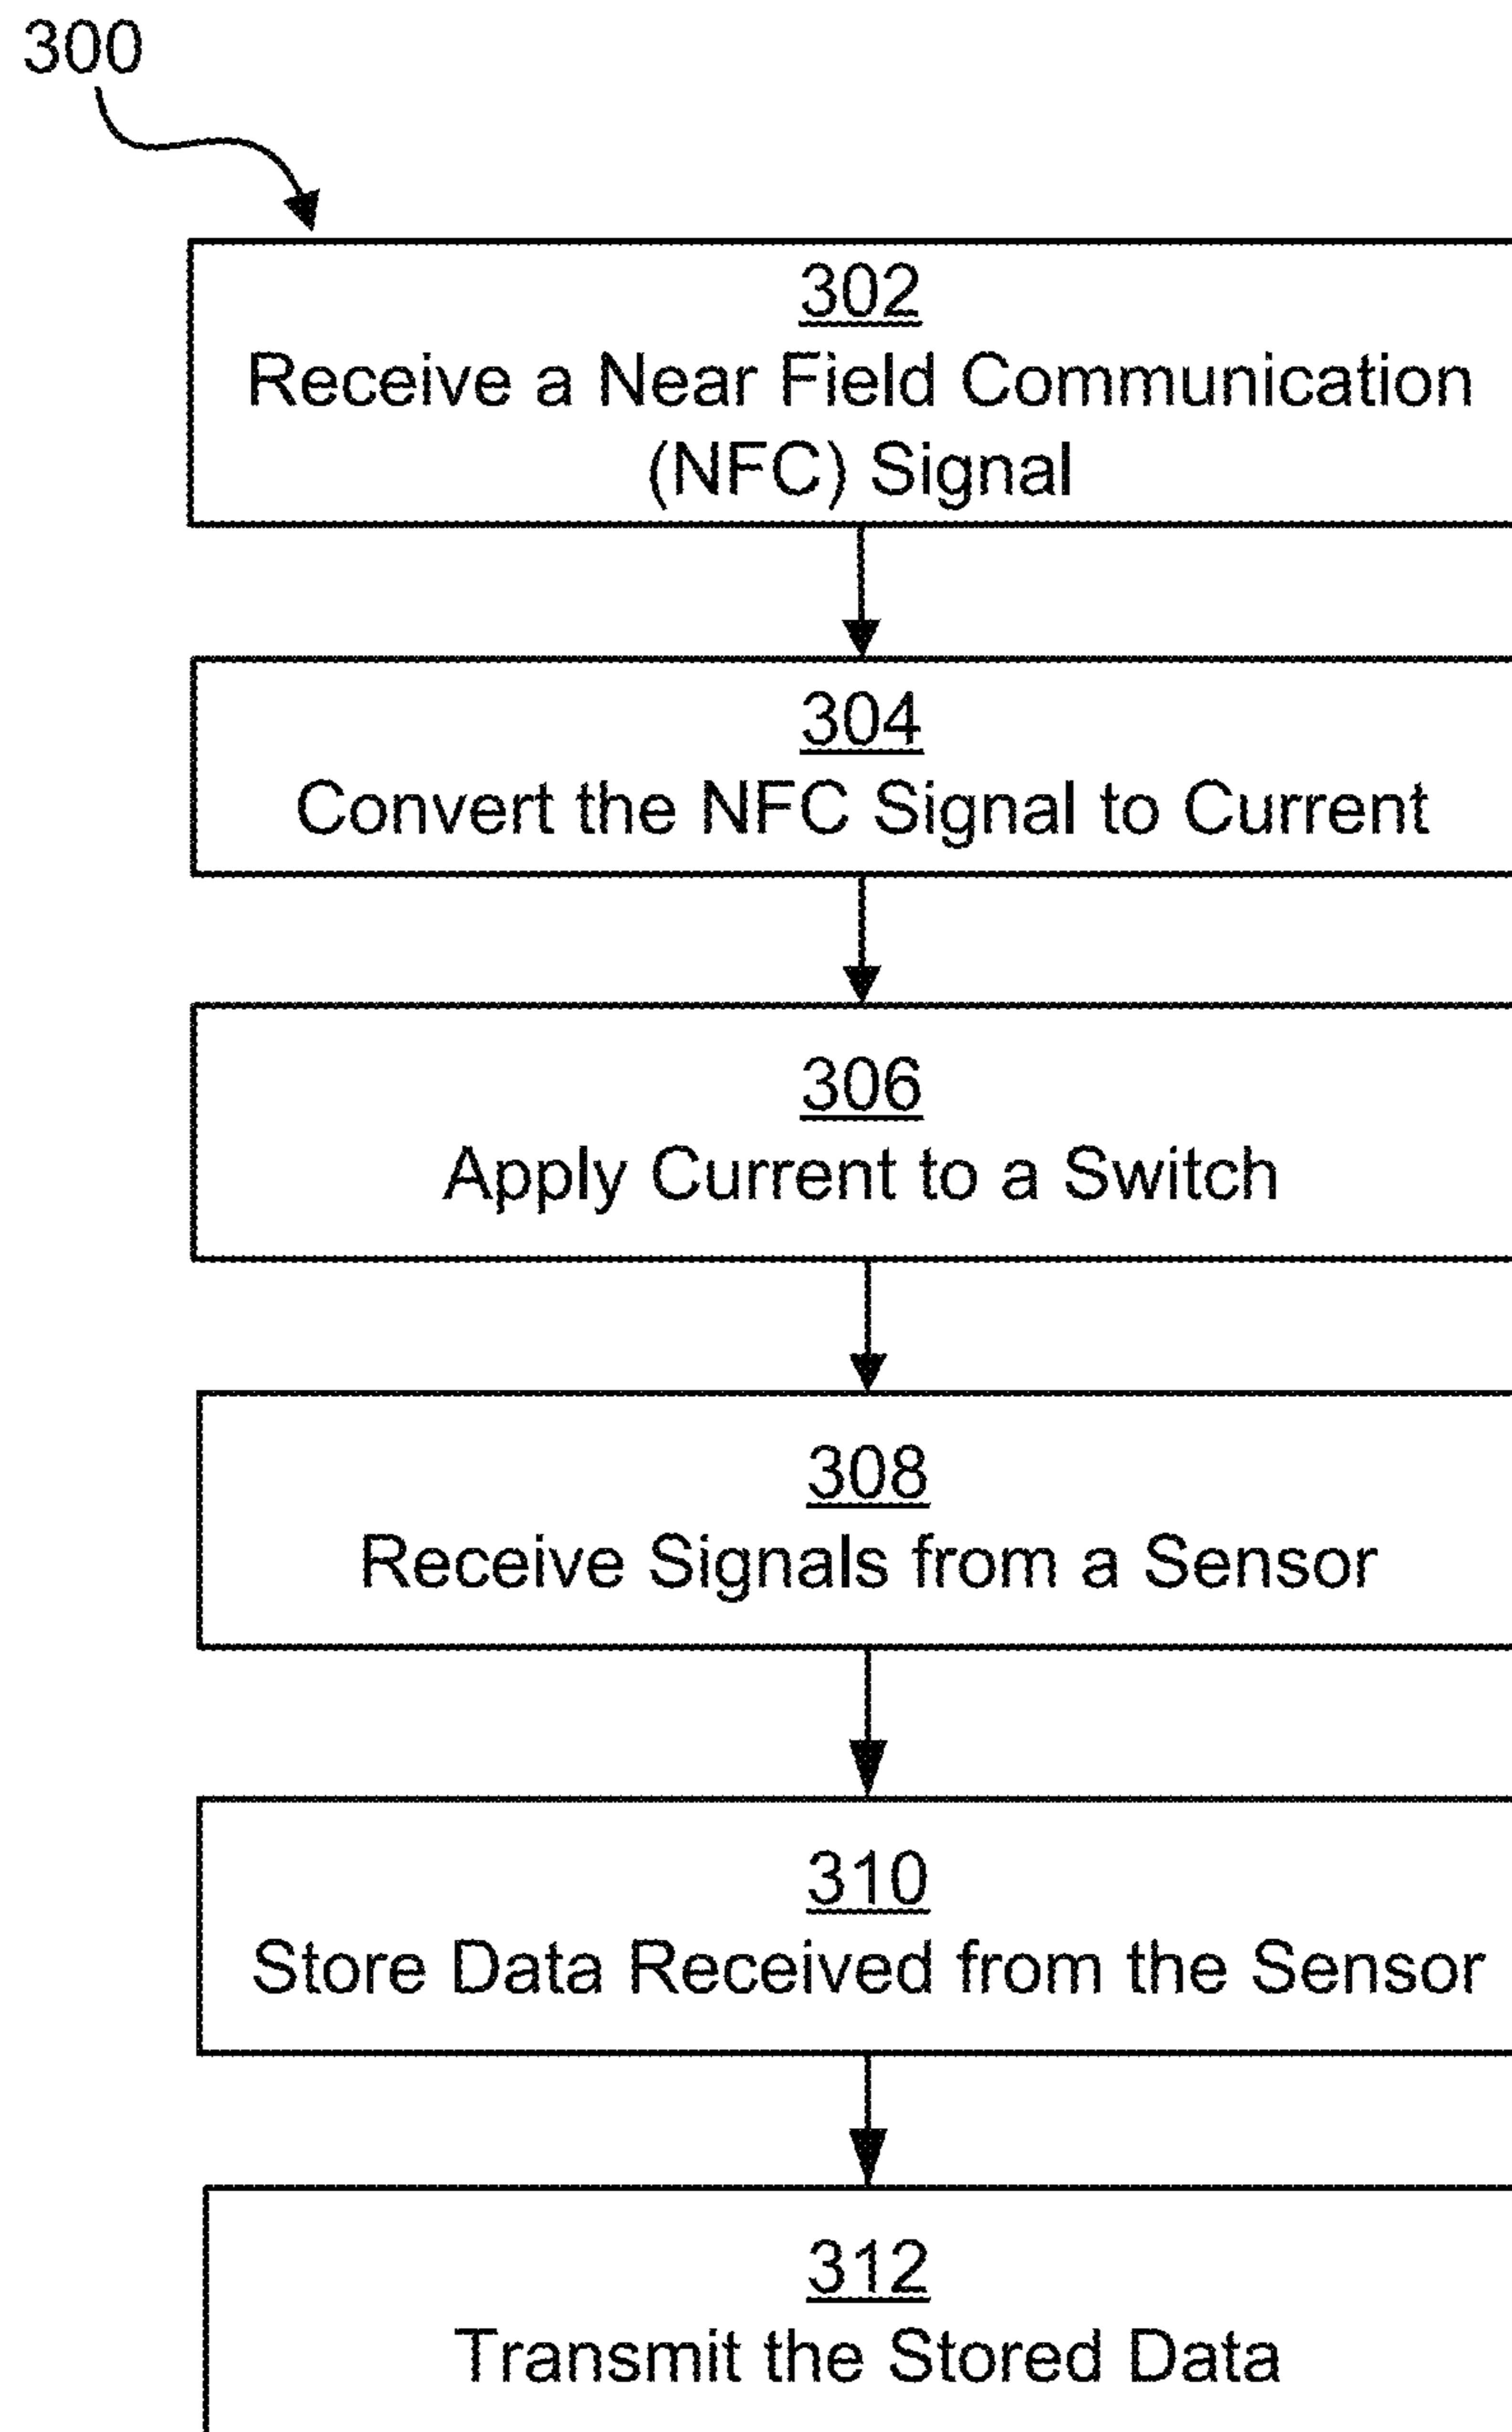 300
302
Receive a Near Field Communication
(NFC) Signal
304
Convert the NFC Signal to Current
306
Apply Current to a Switch
308
Receive Signals from a Sensor
310
Store Data Received from the Sensor
312
Transmit the Stored Data